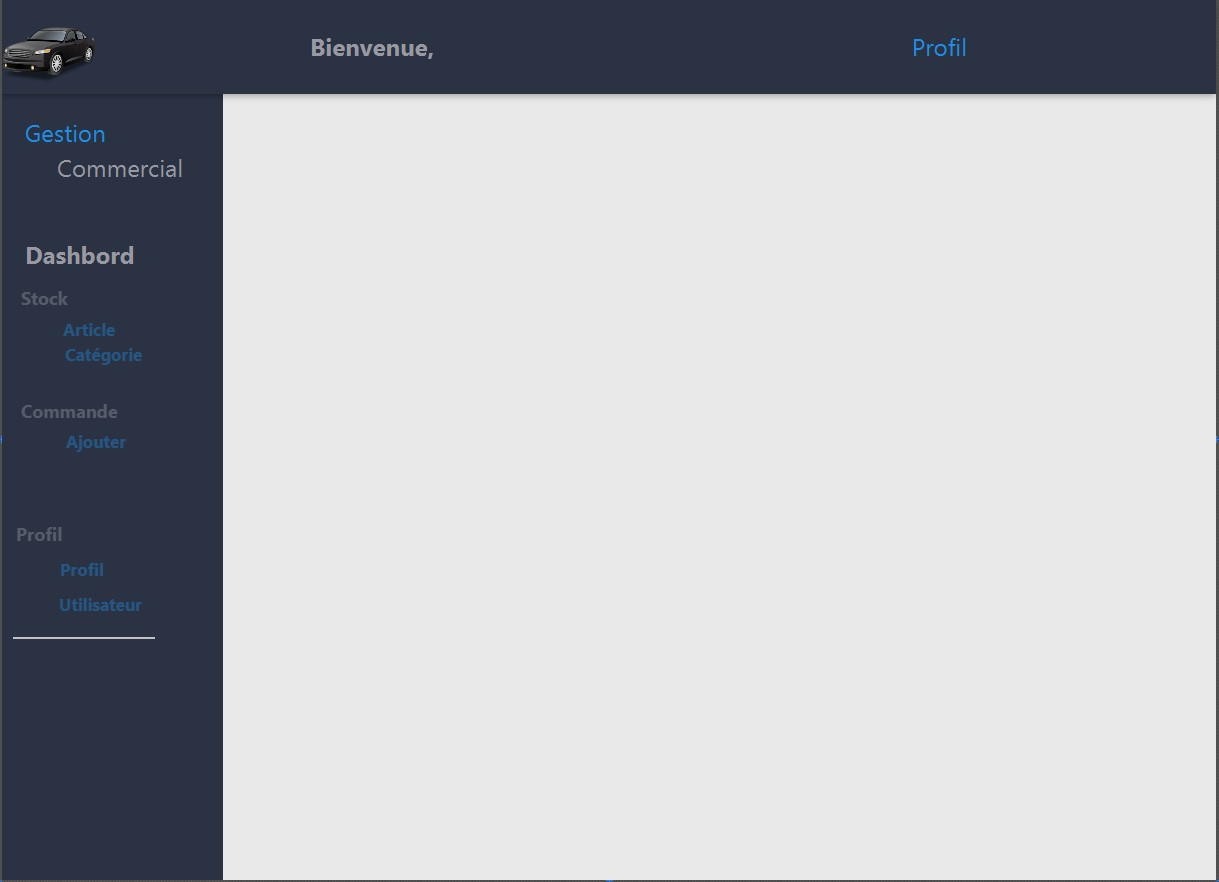 Bienvenue,
Profil
Gestion
Commercial
Dashbord
Stock
Article
Catégorie
Commande
Ajouter
Profil
Profil
Utilisateur